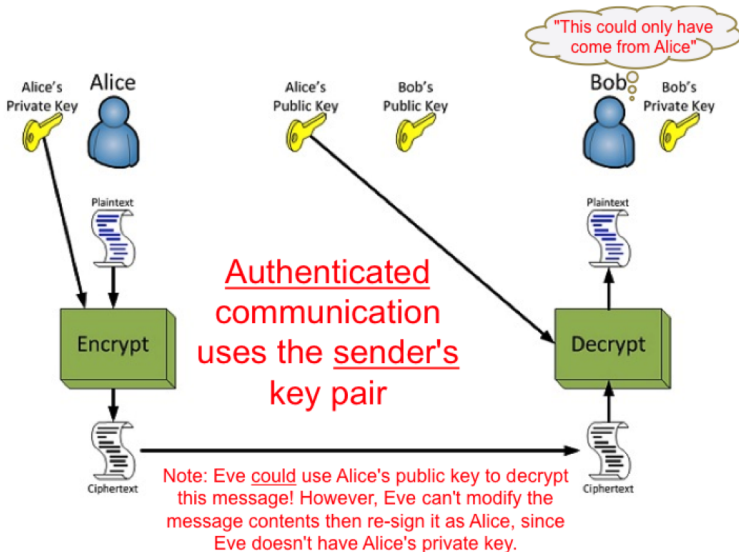 "This could only have
come from Alice"
Alice's
Private Key
Alice
Alice's
Public Key
Bob's
Public Key
Bob
Bob's
Private Key
Plaintext
Plaintext
Authenticated
communication
uses the sender's
key pair
Encrypt
Decrypt
Ciphertext
Ciphertext
Note: Eve could use Alice's public key to decrypt
this message! However, Eve can't modify the
message contents then re-sign it as Alice, since
Eve doesn't have Alice's private key.